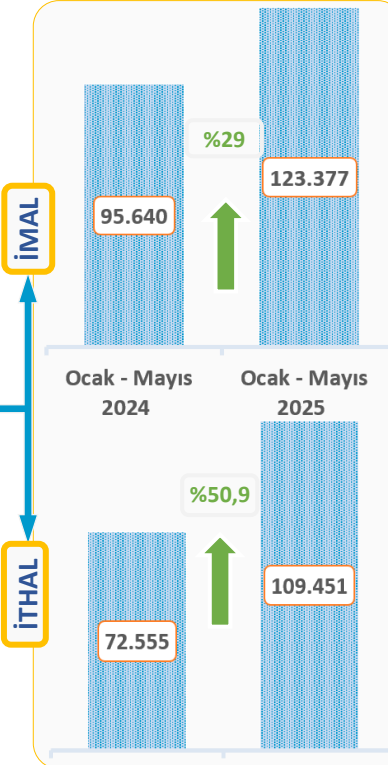 İMAL
%29
95.640
123.377
Ocak - Mayıs
2024
Ocak - Mayıs
2025
İTHAL
%50,9
72.555
109.451